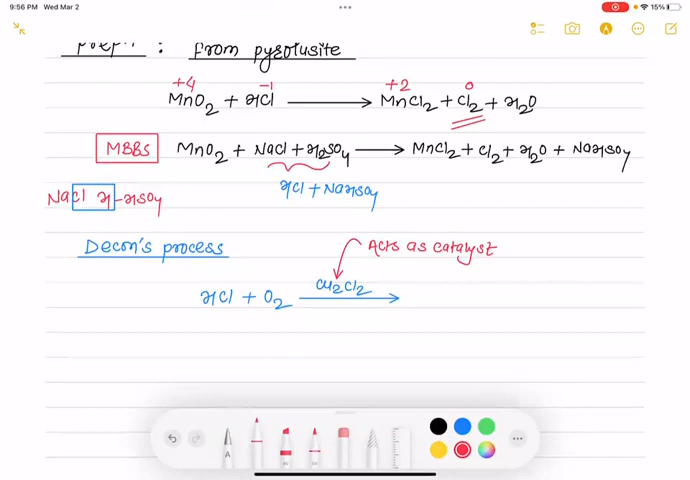 9:56 PM Wed Mar 2
15%
Prepn : from pyrolusite
+4 -1 +2 0
MnO2 + HCl → MnCl2 + Cl2 + H2O
MBBs MnO2 + NaCl + H2SO4 → MnCl2 + Cl2 + H2O + NaHSO4
HCl + NaHSO4
NaCl H-HSO4
Decon's process
Acts as catalyst
Cu2Cl2
HCl + O2 →
A